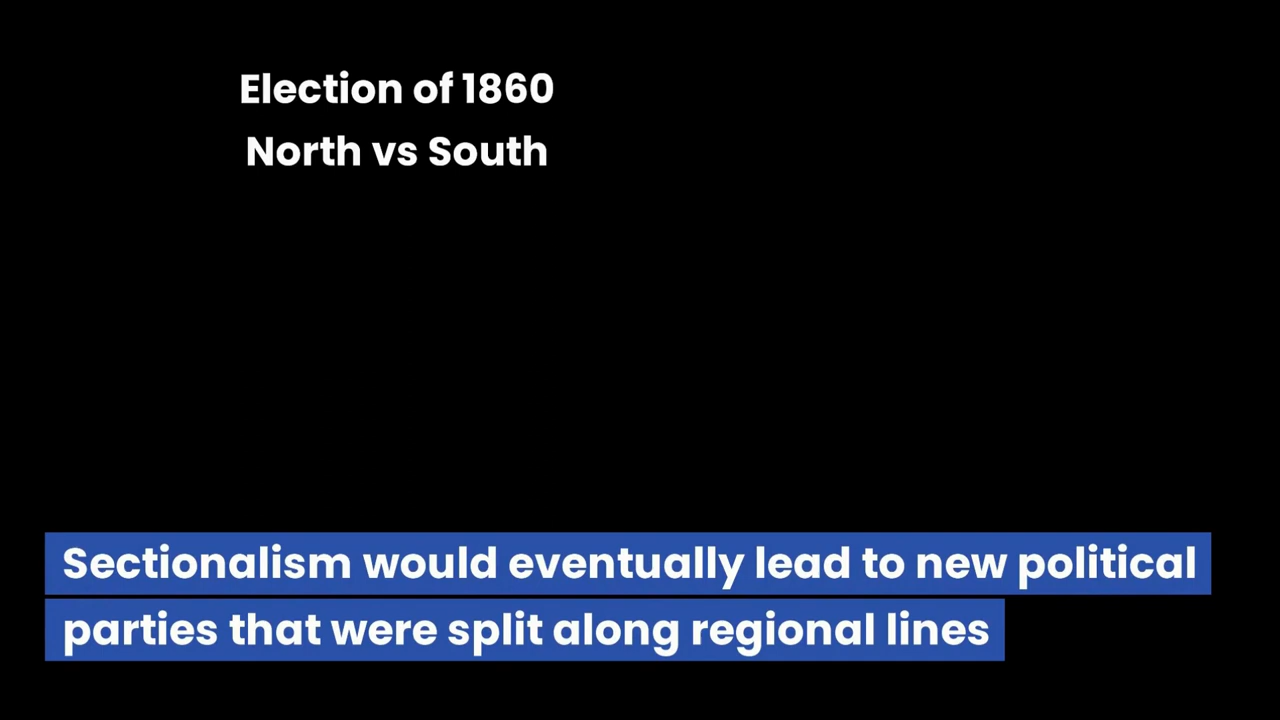 Election of 1860
North vs South
Sectionalism would eventually lead to new political
parties that were split along regional lines